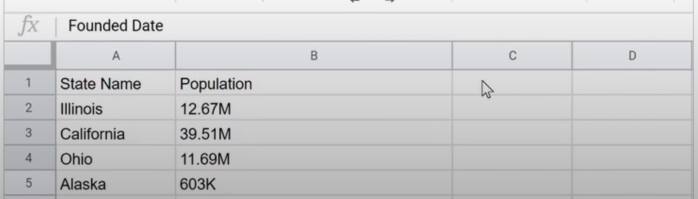 fx Founded Date
A B C D
1 State Name Population
2 Illinois 12.67M
3 California 39.51M
4 Ohio 11.69M
5 Alaska 603K